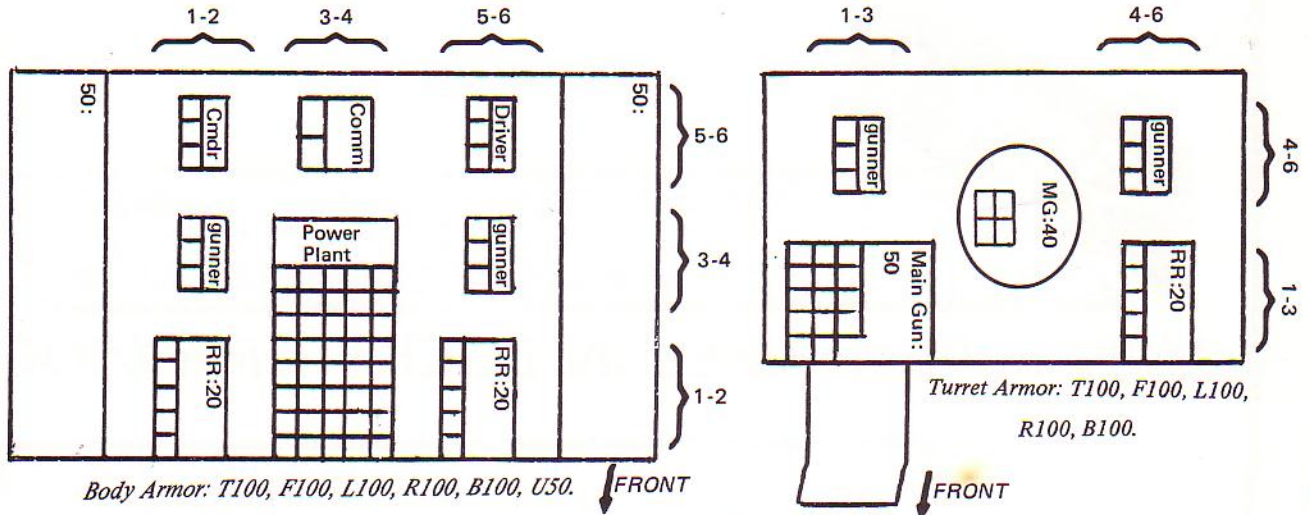 1-2
3-4
5-6
50:
Cmdr
Comm
Driver
50:
5-6
gunner
Power
Plant
gunner
3-4
RR:20
RR:20
1-2
Body Armor: T100, F100, L100, R100, B100, U50.
FRONT
1-3
4-6
gunner
MG:40
gunner
4-6
Main Gun:
50
RR:20
1-3
Turret Armor: T100, F100, L100,
R100, B100.
FRONT